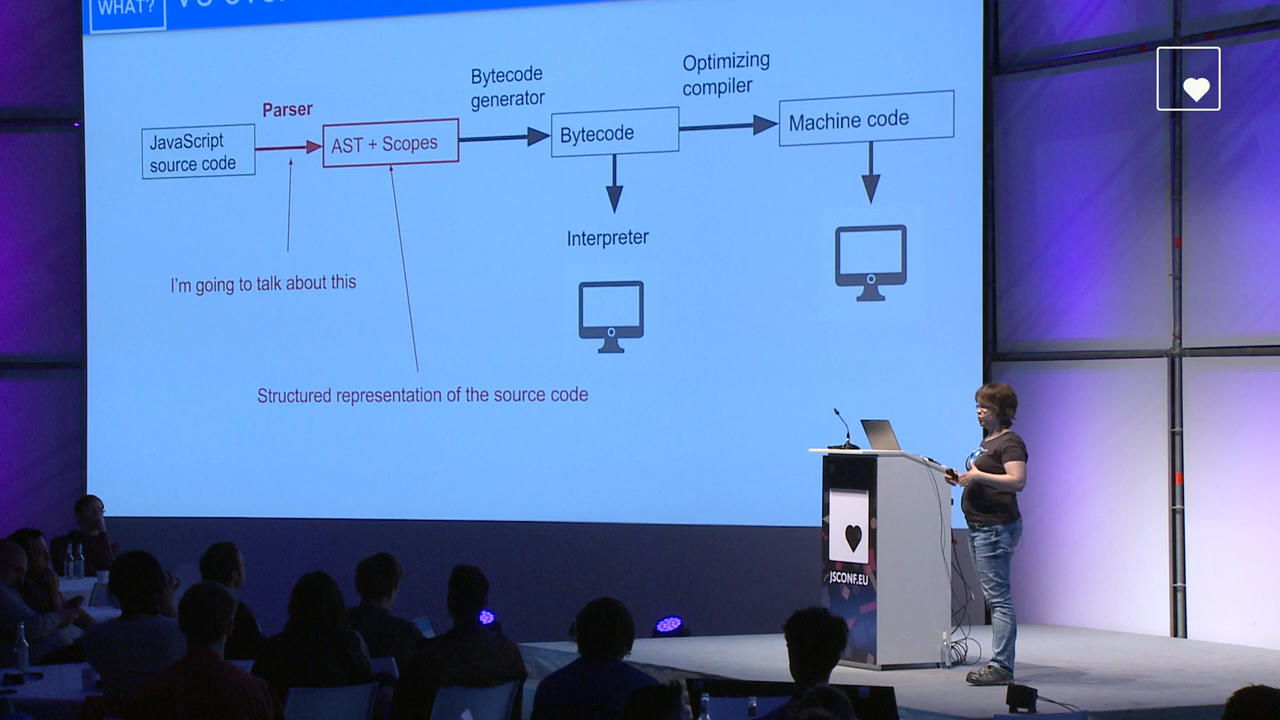 WHAT?
Parser
Bytecode
generator
Optimizing
compiler
JavaScript
source code
AST + Scopes
Bytecode
Machine code
Interpreter
I'm going to talk about this
Structured representation of the source code
JSCONF.EU